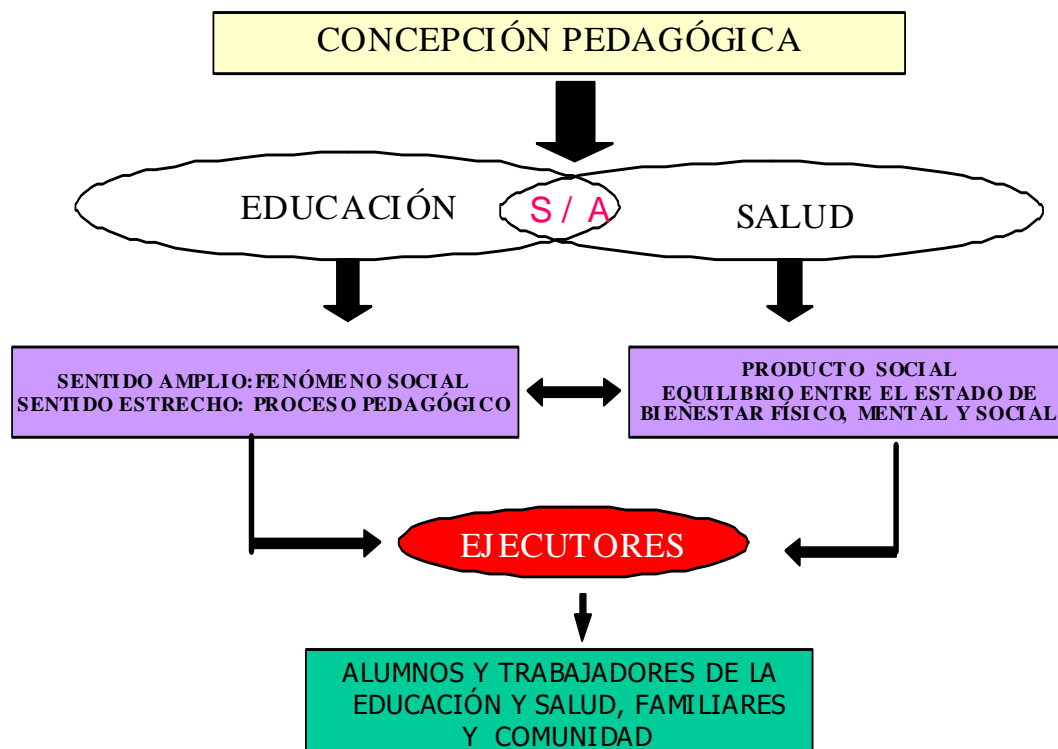 CONCEPCIÓN PEDAGÓGICA
EDUCACIÓN
S / A
SALUD
SENTIDO AMPLIO: FENÓMENO SOCIAL
SENTIDO ESTRECHO: PROCESO PEDAGÓGICO
PRODUCTO SOCIAL
EQUILIBRIO ENTRE EL ESTADO DE
BIENESTAR FÍSICO, MENTAL Y SOCIAL
EJECUTORES
ALUMNOS Y TRABAJADORES DE LA
EDUCACIÓN Y SALUD, FAMILIARES
Y COMUNIDAD